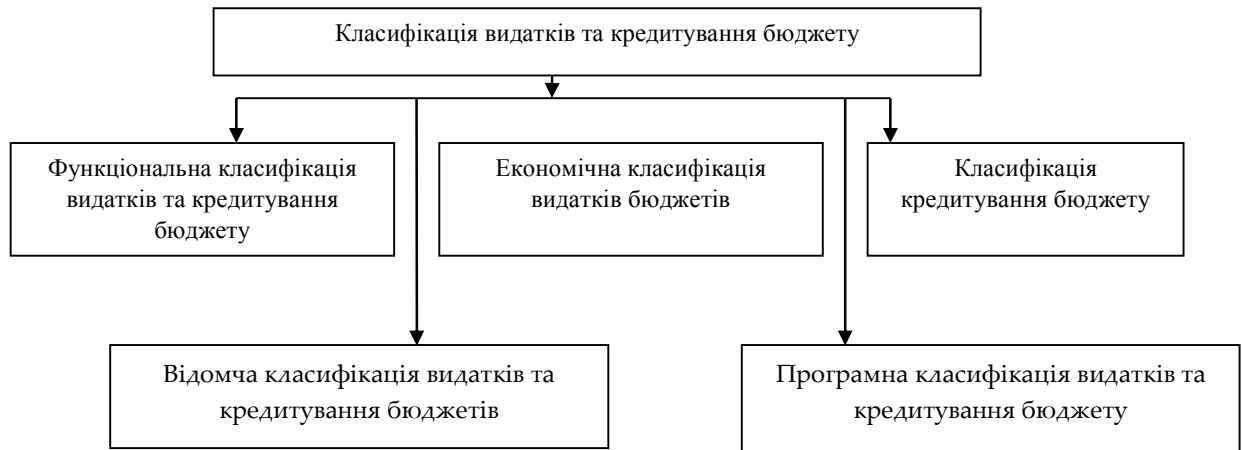 Класифікація видатків та кредитування бюджету
Функціональна класифікація
видатків та кредитування
бюджету
Економічна класифікація
видатків бюджетів
Класифікація
кредитування бюджету
Відомча класифікація видатків та
кредитування бюджетів
Програмна класифікація видатків та
кредитування бюджету